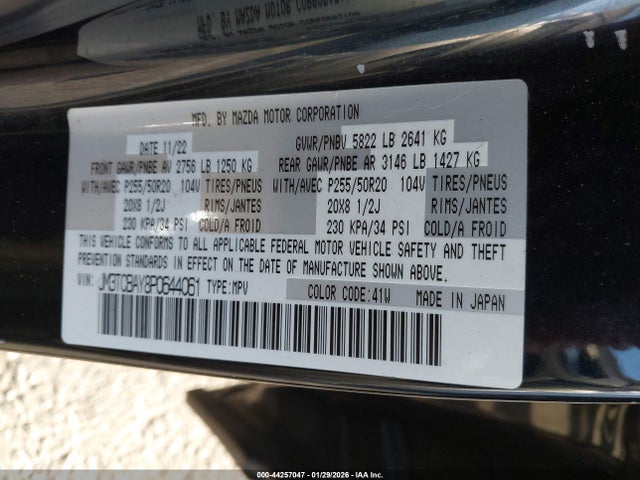 MFD. BY MAZDA MOTOR CORPORATION
DATE 11/22 GVWR/PNBV 5822 LB 2641 KG
FRONT GAWR/PNBE AV 2756 LB 1250 KG REAR GAWR/PNBE AR 3146 LB 1427 KG
WITH/AVEC P255/50R20 104V TIRES/PNEUS WITH/AVEC P255/50R20 104V TIRES/PNEUS
20X8 1/2J RIMS/JANTES 20X8 1/2J RIMS/JANTES
230 KPA/34 PSI COLD/A FROID 230 KPA/34 PSI COLD/A FROID
THIS VEHICLE CONFORMS TO ALL APPLICABLE FEDERAL MOTOR VEHICLE SAFETY AND THEFT
PREVENTION STANDARDS IN EFFECT ON THE DATE OF MANUFACTURE SHOWN ABOVE.
VIN: JM3TCBAY8P0644061 TYPE:MPV COLOR CODE:41W MADE IN JAPAN
000-44257047 - 01/29/2026 - IAA Inc.